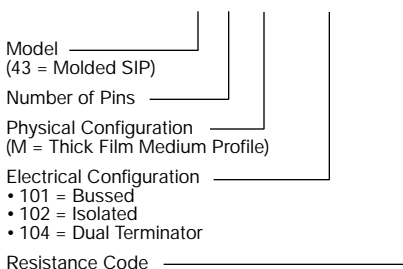 Model
(43 = Molded SIP)
Number of Pins
Physical Configuration
(M = Thick Film Medium Profile)
Electrical Configuration
• 101 = Bussed
• 102 = Isolated
• 104 = Dual Terminator
Resistance Code